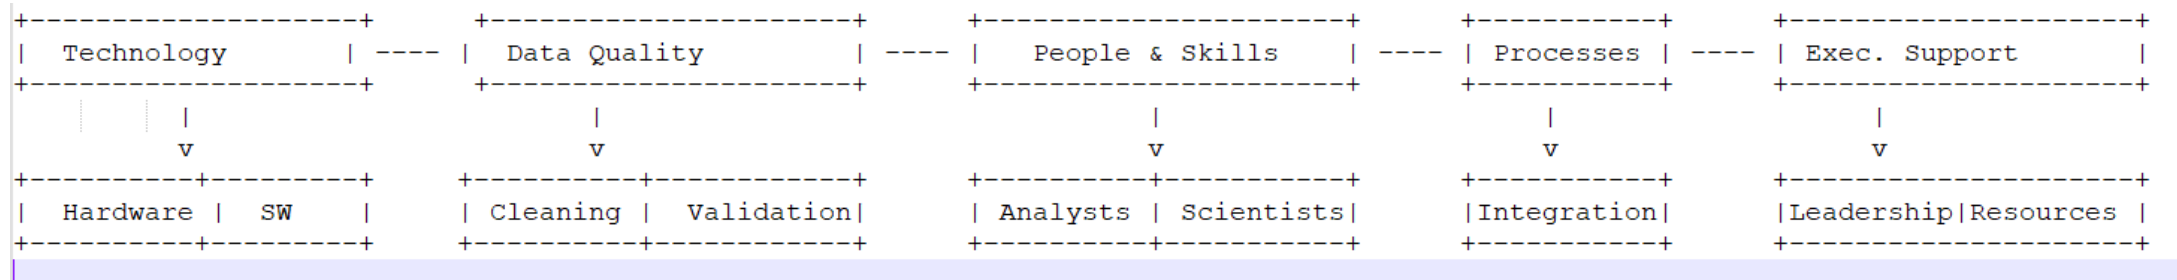 +--------------------+      +----------------------+      +----------------------+      +-----------+      +---------------------+
|  Technology       | ---- |  Data Quality         | ---- |   People & Skills    | ---- | Processes | ---- | Exec. Support       |
+--------------------+      +----------------------+      +----------------------+      +-----------+      +---------------------+
          |                        |                                 |                       |                   |
          v                        v                                 v                       v                   v
+----------+---------+     +----------+------------+      +----------+-----------+      +-----------+      +---------------------+
|  Hardware |  SW    |     | Cleaning |  Validation|      | Analysts | Scientists|      |Integration|      |Leadership|Resources |
+----------+---------+     +----------+------------+      +----------+-----------+      +-----------+      +---------------------+